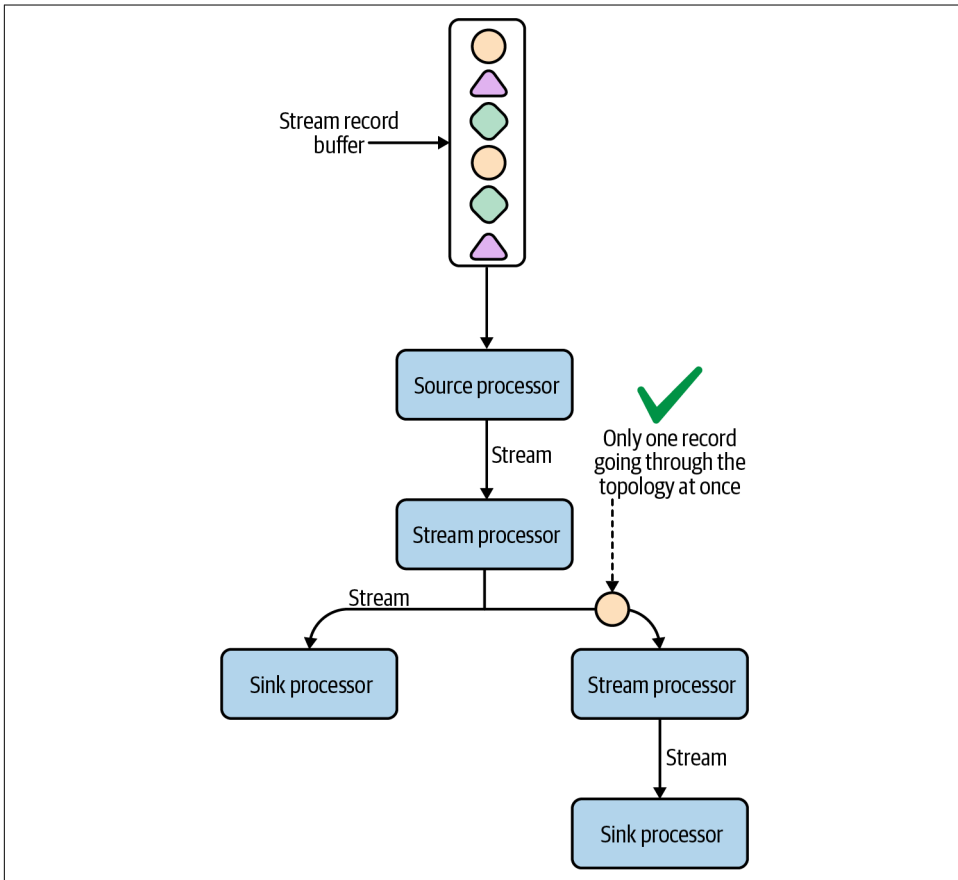 Stream record
buffer
Source processor
Stream
Only one record
going through the
topology at once
Stream processor
Stream
Sink processor
Stream processor
Stream
Sink processor